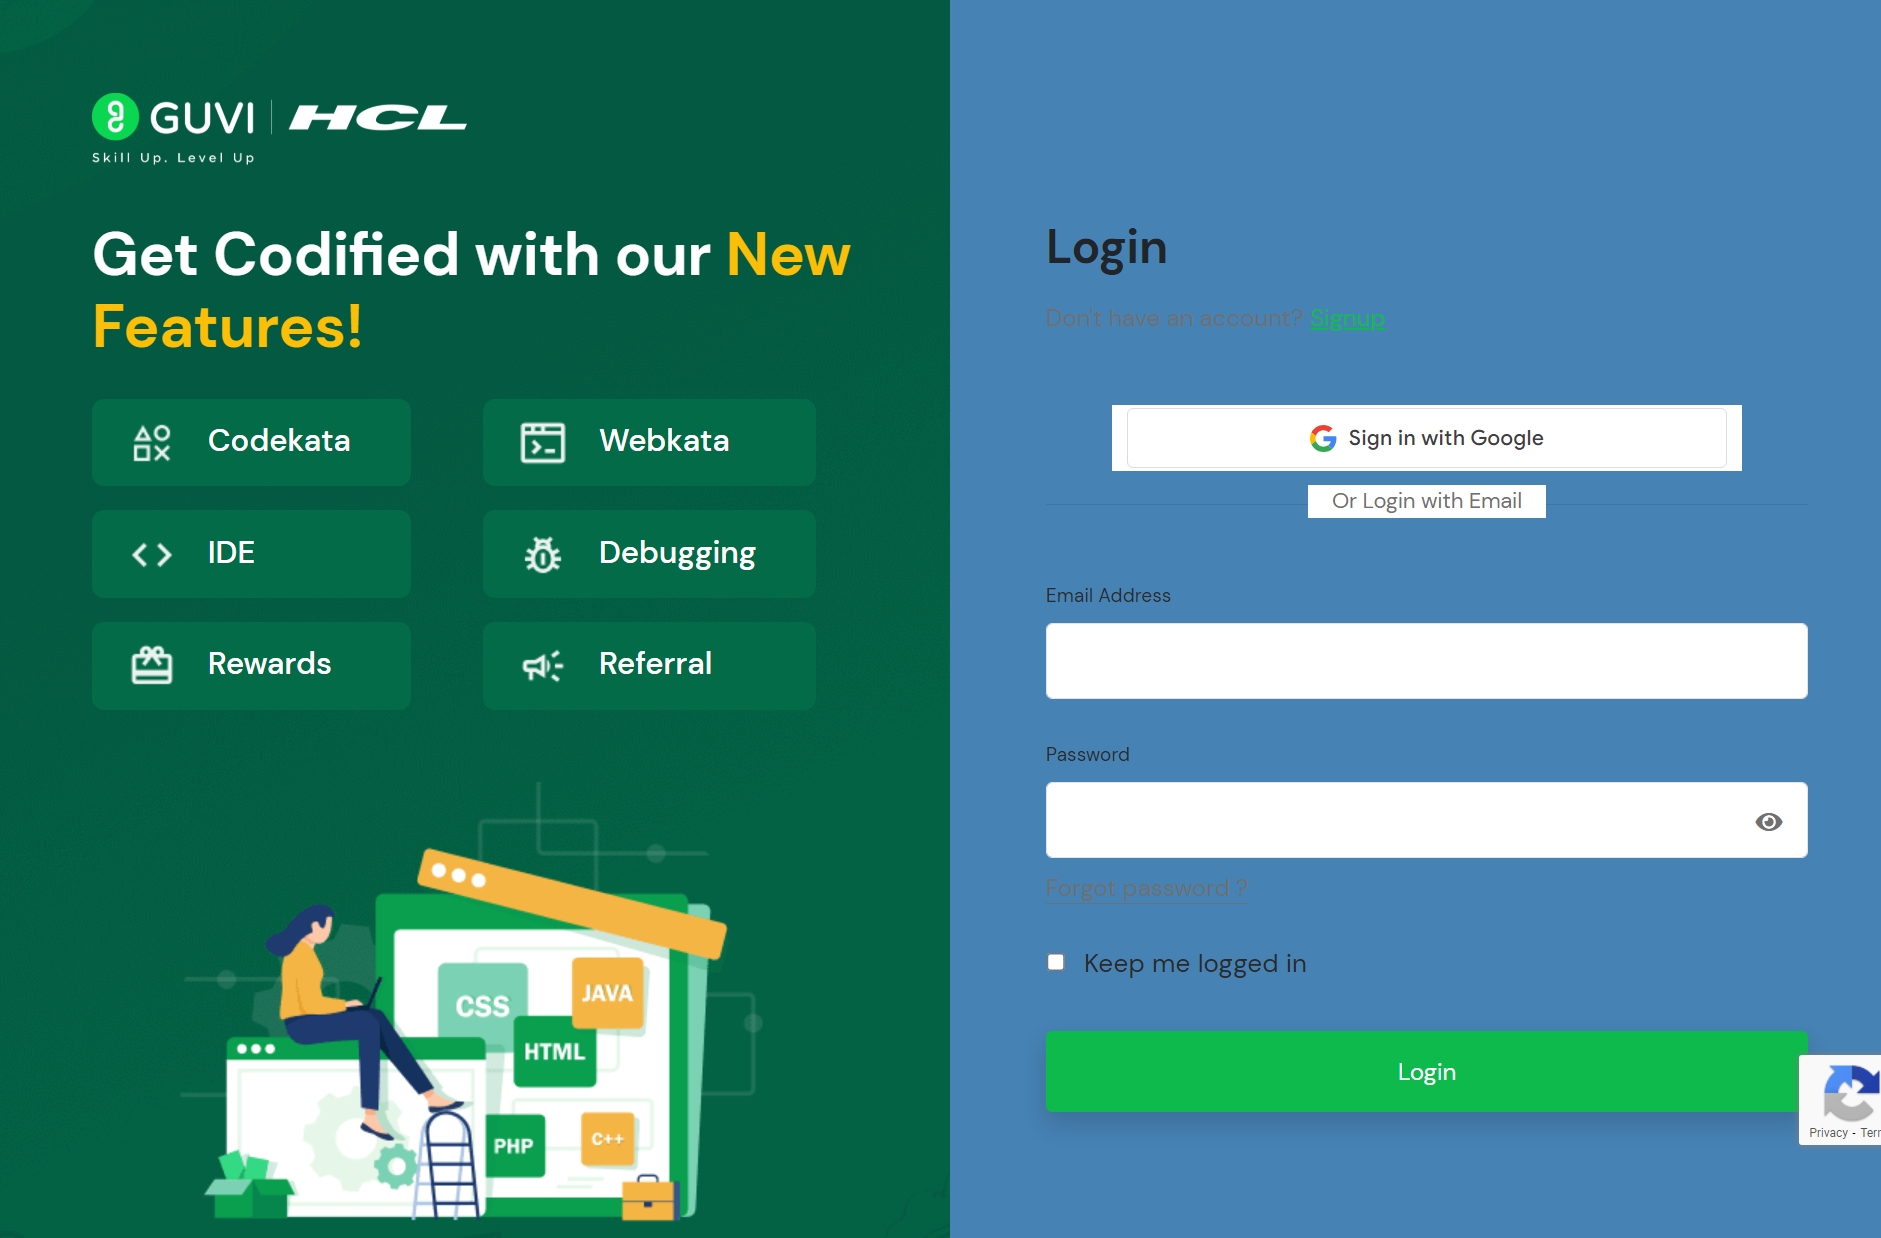 GUVI | HCL
Skill Up. Level Up
Get Codified with our New
Features!
Codekata
Webkata
IDE
Debugging
Rewards
Referral
CSS
JAVA
HTML
PHP
C++
Login
Don't have an account? Signup
Sign in with Google
Or Login with Email
Email Address
Password
Forgot password ?
Keep me logged in
Login
Privacy - Terr